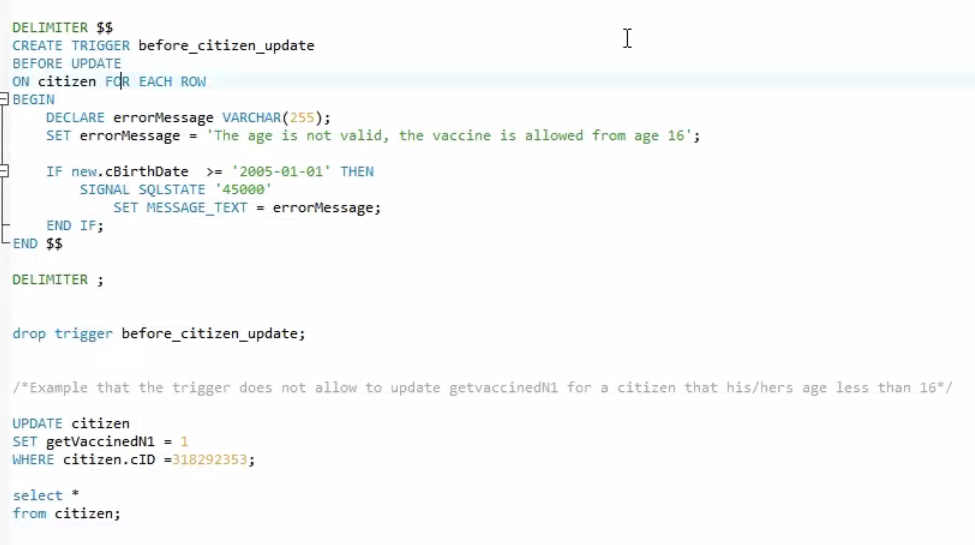 DELIMITER $$
CREATE TRIGGER before_citizen_update
BEFORE UPDATE
ON citizen FOR EACH ROW
BEGIN
    DECLARE errorMessage VARCHAR(255);
    SET errorMessage = 'The age is not valid, the vaccine is allowed from age 16';
    IF new.cBirthDate  >= '2005-01-01' THEN
        SIGNAL SQLSTATE '45000'
            SET MESSAGE_TEXT = errorMessage;
    END IF;
END $$
DELIMITER ;
drop trigger before_citizen_update;
/*Example that the trigger does not allow to update getvaccinedN1 for a citizen that his/hers age less than 16*/
UPDATE citizen
SET getVaccinedN1 = 1
WHERE citizen.cID =318292353;
select *
from citizen;